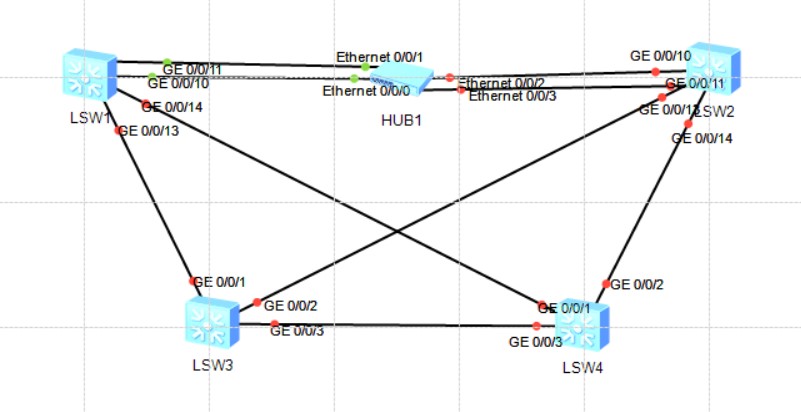 Ethernet 0/0/1
GE 0/0/10
GE 0/0/11
GE 0/0/10
Ethernet 0/0/0
Ethernet 0/0/2
GE 0/0/11
Ethernet 0/0/3
GE 0/0/14
GE 0/0/13
LSW1
HUB1
LSW2
GE 0/0/13
GE 0/0/14
GE 0/0/1
GE 0/0/2
GE 0/0/2
GE 0/0/1
GE 0/0/3
GE 0/0/3
LSW3
LSW4